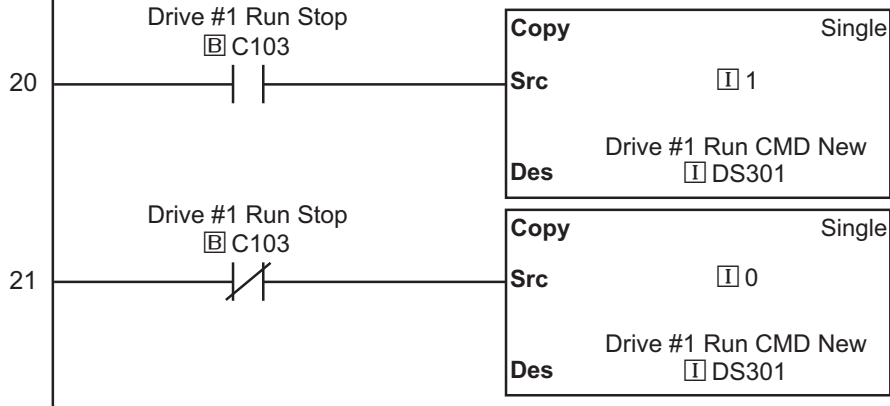 Drive #1 Run Stop
B C103
20
Copy Single
Src I 1
Drive #1 Run CMD New
Des I DS301
Drive #1 Run Stop
B C103
21
Copy Single
Src I 0
Drive #1 Run CMD New
Des I DS301